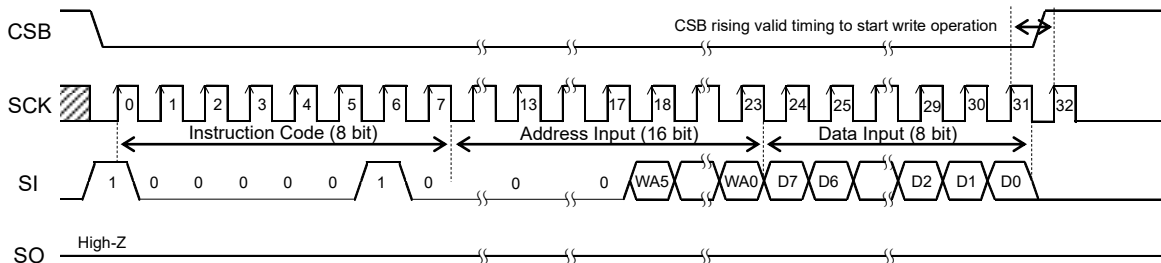 CSB
CSB rising valid timing to start write operation
SCK
0 1 2 3 4 5 6 7 13 17 18 23 24 25 29 30 31 32
Instruction Code (8 bit) Address Input (16 bit) Data Input (8 bit)
SI
1 0 0 0 0 0 1 0 0 0 WA5 WA0 D7 D6 D2 D1 D0
High-Z
SO